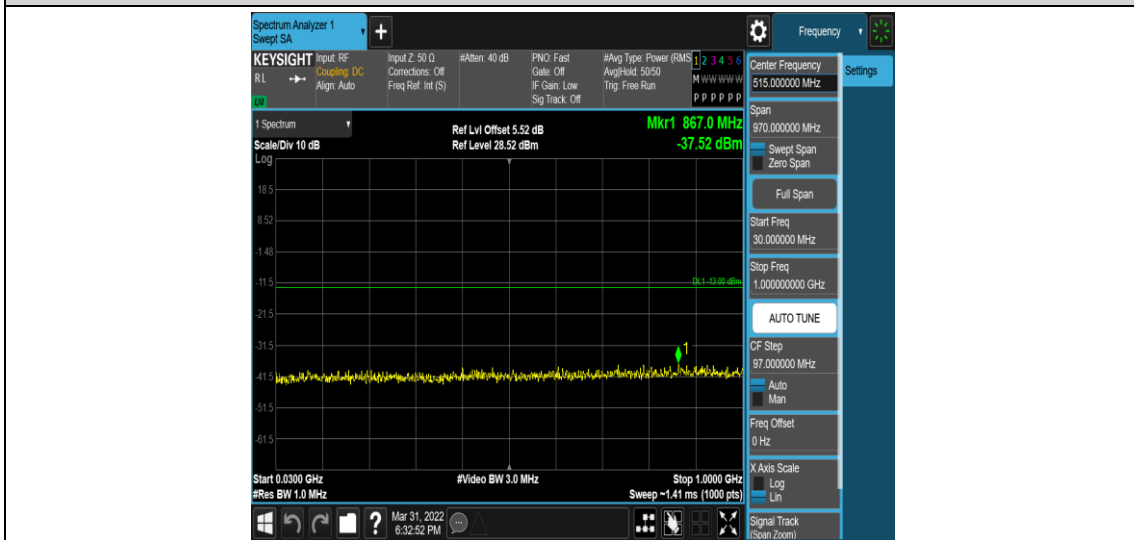 Spectrum Analyzer 1
Swept SA
+
Frequency
KEYSIGHT
RL
LXI
Input: RF
Coupling: DC
Align: Auto
Input Z: 50 Ω
Corrections: Off
Freq Ref: Int (S)
#Atten: 40 dB
PNO: Fast
Gate: Off
IF Gain: Low
Sig Track: Off
#Avg Type: Power (RMS
Avg|Hold: 50/50
Trig: Free Run
1 2 3 4 5 6
M W W W W W
P P P P P P
1 Spectrum
Scale/Div 10 dB
Ref Lvl Offset 5.52 dB
Ref Level 28.52 dBm
Mkr1 867.0 MHz
-37.52 dBm
Log
18.5
8.52
-1.48
-11.5
DL1 -13.00 dBm
-21.5
-31.5
1
-41.5
-51.5
-61.5
Start 0.0300 GHz
#Video BW 3.0 MHz
Stop 1.0000 GHz
#Res BW 1.0 MHz
Sweep ~1.41 ms (1000 pts)
Mar 31, 2022
6:32:52 PM
?
Center Frequency
515.000000 MHz
Settings
Span
970.000000 MHz
Swept Span
Zero Span
Full Span
Start Freq
30.000000 MHz
Stop Freq
1.000000000 GHz
AUTO TUNE
CF Step
97.000000 MHz
Auto
Man
Freq Offset
0 Hz
X Axis Scale
Log
Lin
Signal Track
(Span Zoom)